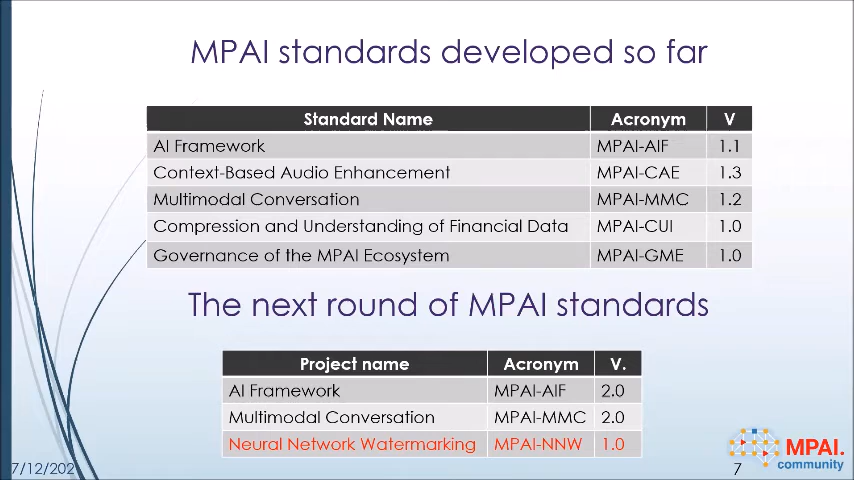 MPAI standards developed so far
Standard Name Acronym V
AI Framework MPAI-AIF 1.1
Context-Based Audio Enhancement MPAI-CAE 1.3
Multimodal Conversation MPAI-MMC 1.2
Compression and Understanding of Financial Data MPAI-CUI 1.0
Governance of the MPAI Ecosystem MPAI-GME 1.0
The next round of MPAI standards
Project name Acronym V.
AI Framework MPAI-AIF 2.0
Multimodal Conversation MPAI-MMC 2.0
Neural Network Watermarking MPAI-NNW 1.0
7/12/202 7
MPAI.
community